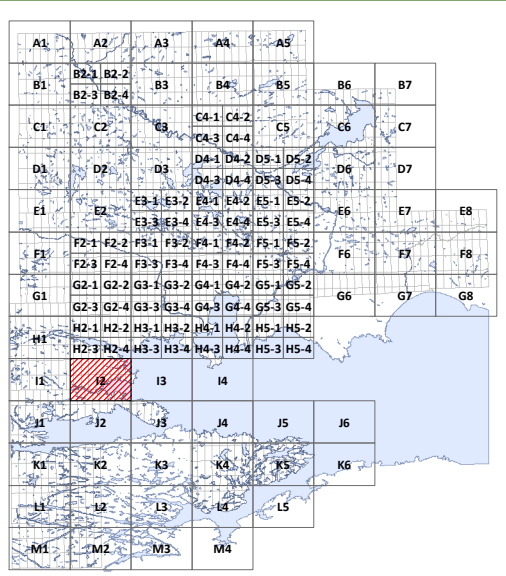 A1 A2 A3 A4 A5
B2-1 B2-2
B1 B3 B4 B5 B6 B7
B2-3 B2-4
C4-1 C4-2
C1 C2 C3 C5 C6 C7
C4-3 C4-4
D4-1 D4-2 D5-1 D5-2
D1 D2 D3 D6 D7
D4-3 D4-4 D5-3 D5-4
E3-1 E3-2 E4-1 E4-2 E5-1 E5-2
E1 E2 E6 E7 E8
E3-3 E3-4 E4-3 E4-4 E5-3 E5-4
F2-1 F2-2 F3-1 F3-2 F4-1 F4-2 F5-1 F5-2
F1 F6 F7 F8
F2-3 F2-4 F3-3 F3-4 F4-3 F4-4 F5-3 F5-4
G2-1 G2-2 G3-1 G3-2 G4-1 G4-2 G5-1 G5-2
G1 G6 G7 G8
G2-3 G2-4 G3-3 G3-4 G4-3 G4-4 G5-3 G5-4
H2-1 H2-2 H3-1 H3-2 H4-1 H4-2 H5-1 H5-2
H1
H2-3 H2-4 H3-3 H3-4 H4-3 H4-4 H5-3 H5-4
I1 I2 I3 I4
J1 J2 J3 J4 J5 J6
K1 K2 K3 K4 K5 K6
L1 L2 L3 L4 L5
M1 M2 M3 M4